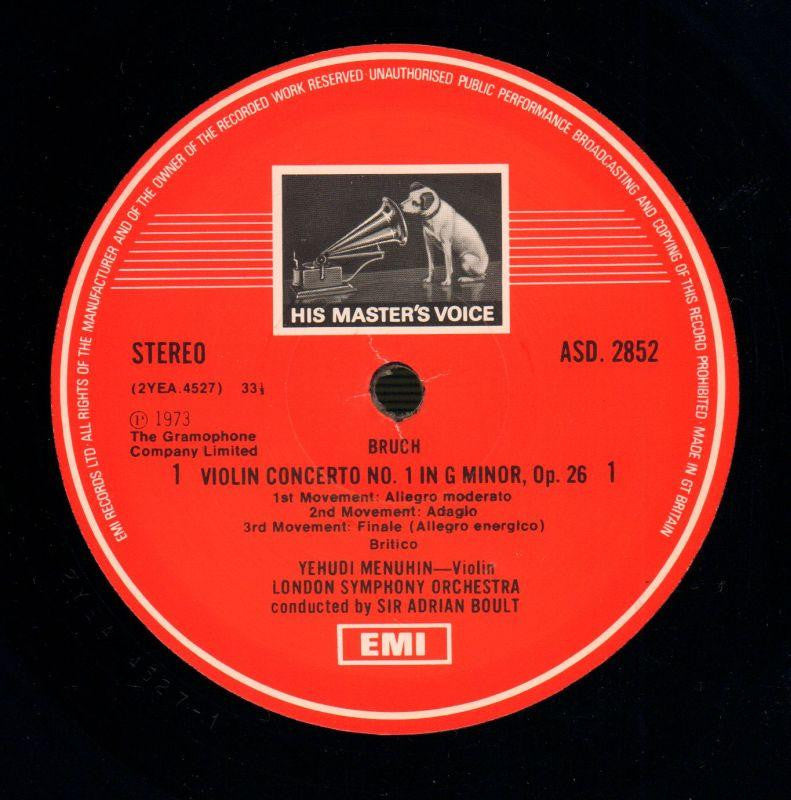 EMI RECORDS LTD · ALL RIGHTS OF THE MANUFACTURER AND OF THE OWNER OF THE RECORDED WORK RESERVED · UNAUTHORISED PUBLIC PERFORMANCE BROADCASTING AND COPYING OF THIS RECORD PROHIBITED · MADE IN GT BRITAIN
HIS MASTER'S VOICE
STEREO ASD. 2852
(2YEA.4527) 33⅓
Ⓟ 1973
The Gramophone
Company Limited
BRUCH
1 VIOLIN CONCERTO NO. 1 IN G MINOR, Op. 26 1
1st Movement: Allegro moderato
2nd Movement: Adagio
3rd Movement: Finale (Allegro energico)
Britico
YEHUDI MENUHIN—Violin
LONDON SYMPHONY ORCHESTRA
conducted by SIR ADRIAN BOULT
EMI
2YEA 4527-1